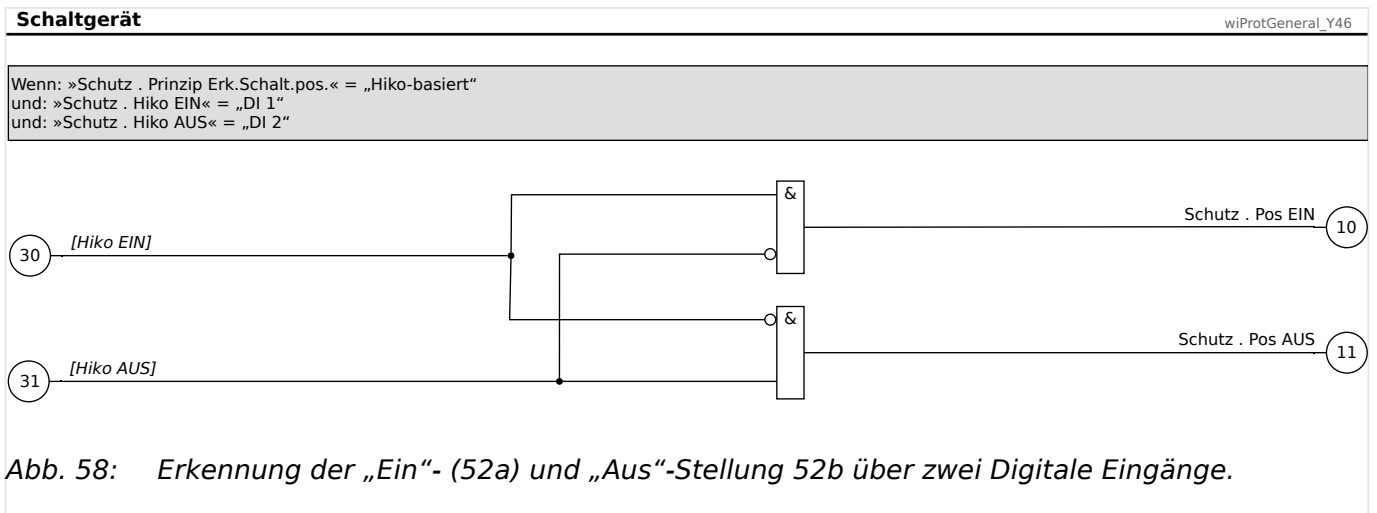 Schaltgerät
wiProtGeneral_Y46
Wenn: »Schutz . Prinzip Erk.Schalt.pos.« = „Hiko-basiert“
und: »Schutz . Hiko EIN« = „DI 1“
und: »Schutz . Hiko AUS« = „DI 2“
&
Schutz . Pos EIN
10
30
[Hiko EIN]
&
Schutz . Pos AUS
11
31
[Hiko AUS]
Abb. 58: Erkennung der „Ein“- (52a) und „Aus“-Stellung 52b über zwei Digitale Eingänge.